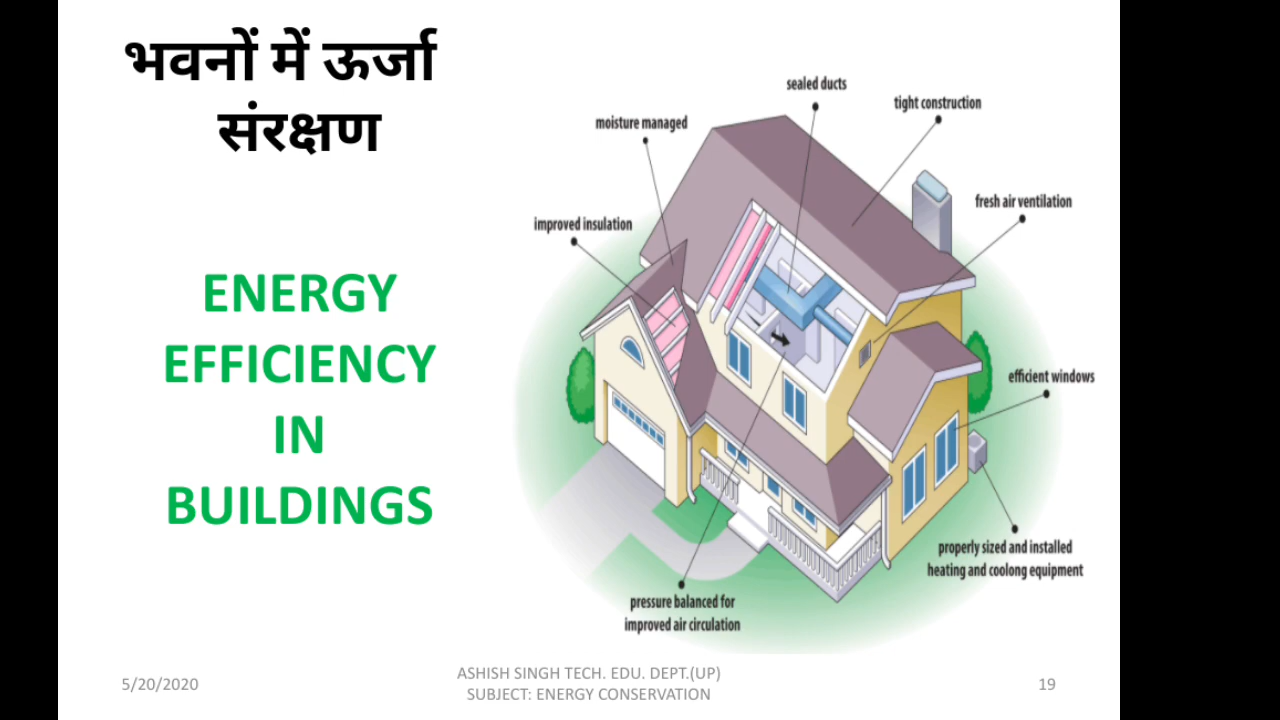 भवनों में ऊर्जा
संरक्षण
ENERGY
EFFICIENCY
IN
BUILDINGS
sealed ducts
tight construction
moisture managed
fresh air ventilation
improved insulation
efficient windows
properly sized and installed
heating and coolong equipment
pressure balanced for
improved air circulation
5/20/2020
ASHISH SINGH TECH. EDU. DEPT.(UP)
SUBJECT: ENERGY CONSERVATION
19